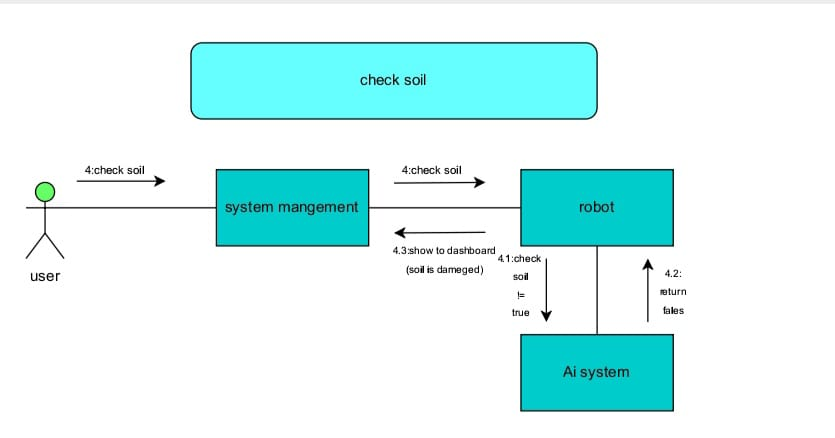 check soil
4:check soil
4:check soil
system mangement
robot
user
4.3:show to dashboard
(soil is dameged)
4.1:check
soil
!=
true
4.2:
return
fales
Ai system